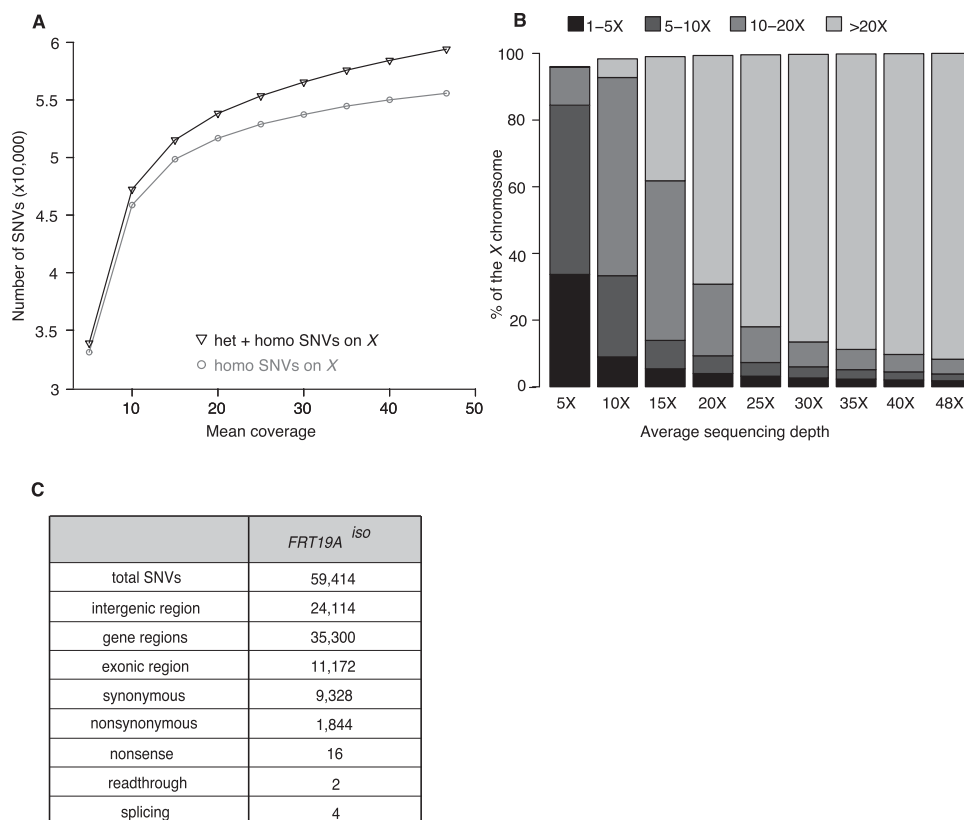 A
6
5.5
5
4.5
4
3.5
3
Number of SNVs (x10,000)
het + homo SNVs on X
homo SNVs on X
10 20 30 40 50
Mean coverage
B
1–5X 5–10X 10–20X >20X
100
80
60
40
20
0
% of the X chromosome
5X 10X 15X 20X 25X 30X 35X 40X 48X
Average sequencing depth
C
FRT19A iso
total SNVs 59,414
intergenic region 24,114
gene regions 35,300
exonic region 11,172
synonymous 9,328
nonsynonymous 1,844
nonsense 16
readthrough 2
splicing 4